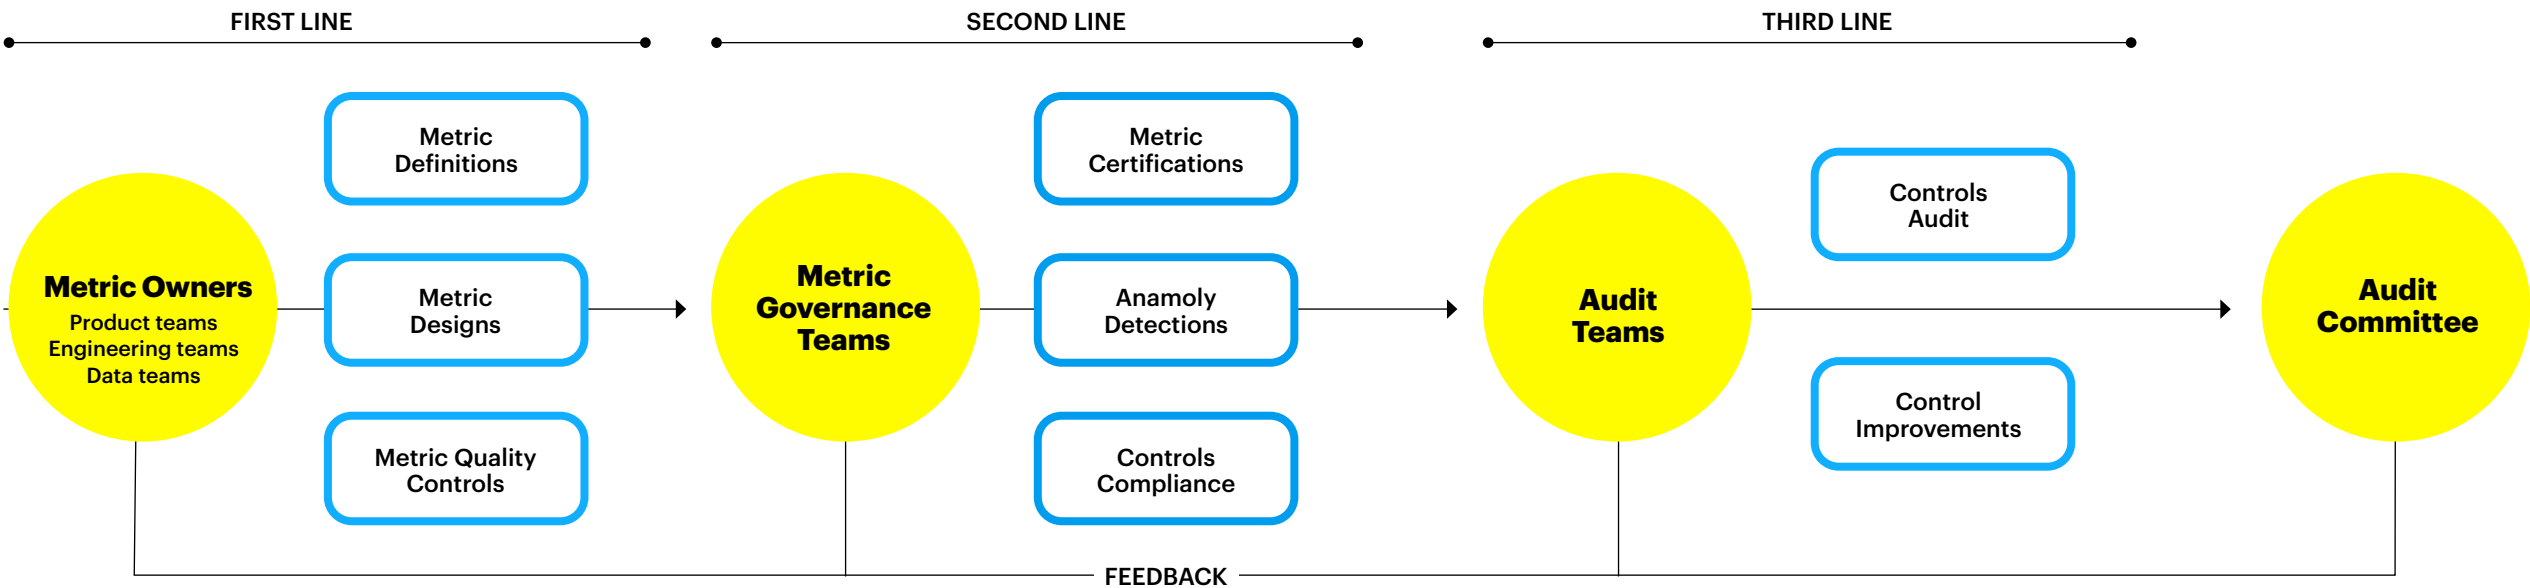 FIRST LINE
SECOND LINE
THIRD LINE
Metric Owners
Product teams
Engineering teams
Data teams
Metric
Definitions
Metric
Designs
Metric Quality
Controls
Metric
Governance
Teams
Metric
Certifications
Anamoly
Detections
Controls
Compliance
Audit
Teams
Controls
Audit
Control
Improvements
Audit
Committee
FEEDBACK